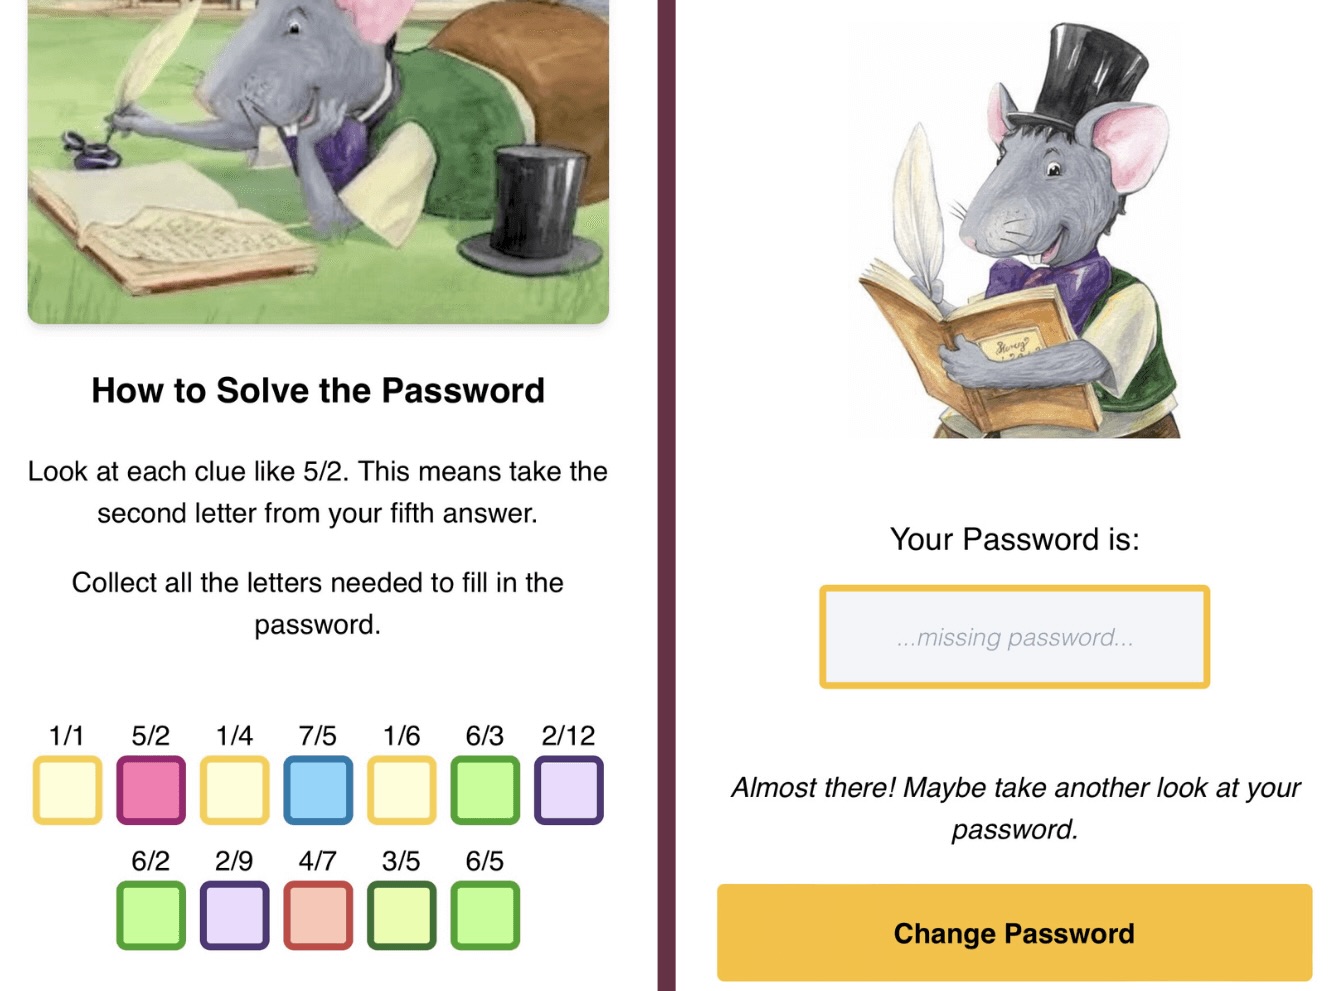 How to Solve the Password
Look at each clue like 5/2. This means take the
second letter from your fifth answer.
Collect all the letters needed to fill in the
password.
1/1 5/2 1/4 7/5 1/6 6/3 2/12
6/2 2/9 4/7 3/5 6/5
Your Password is:
...missing password...
Almost there! Maybe take another look at your
password.
Change Password